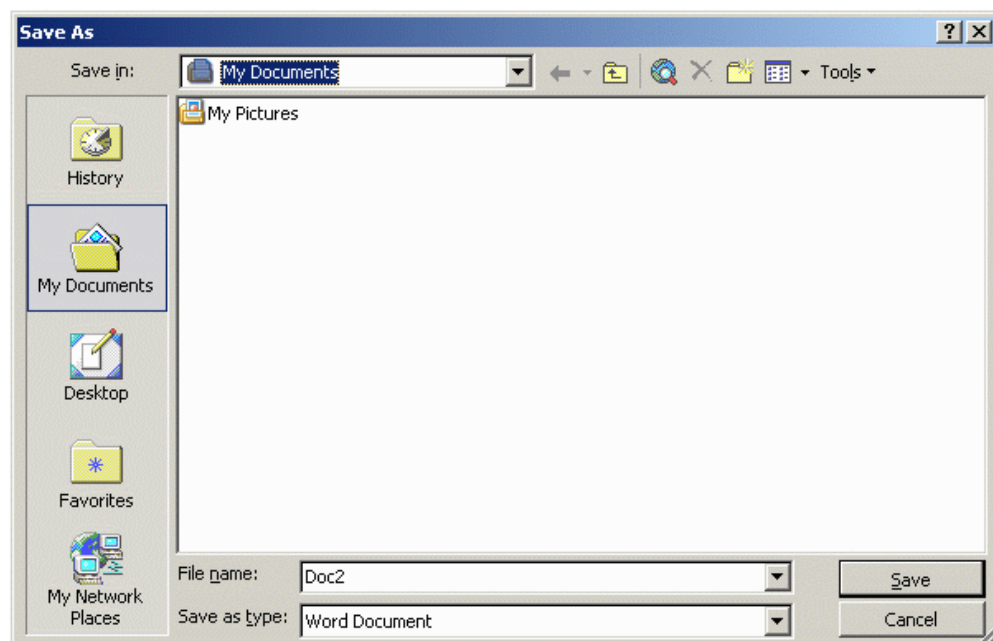 Save As
Save in:
My Documents
Tools
My Pictures
History
My Documents
Desktop
Favorites
My Network
Places
File name:
Doc2
Save
Save as type:
Word Document
Cancel